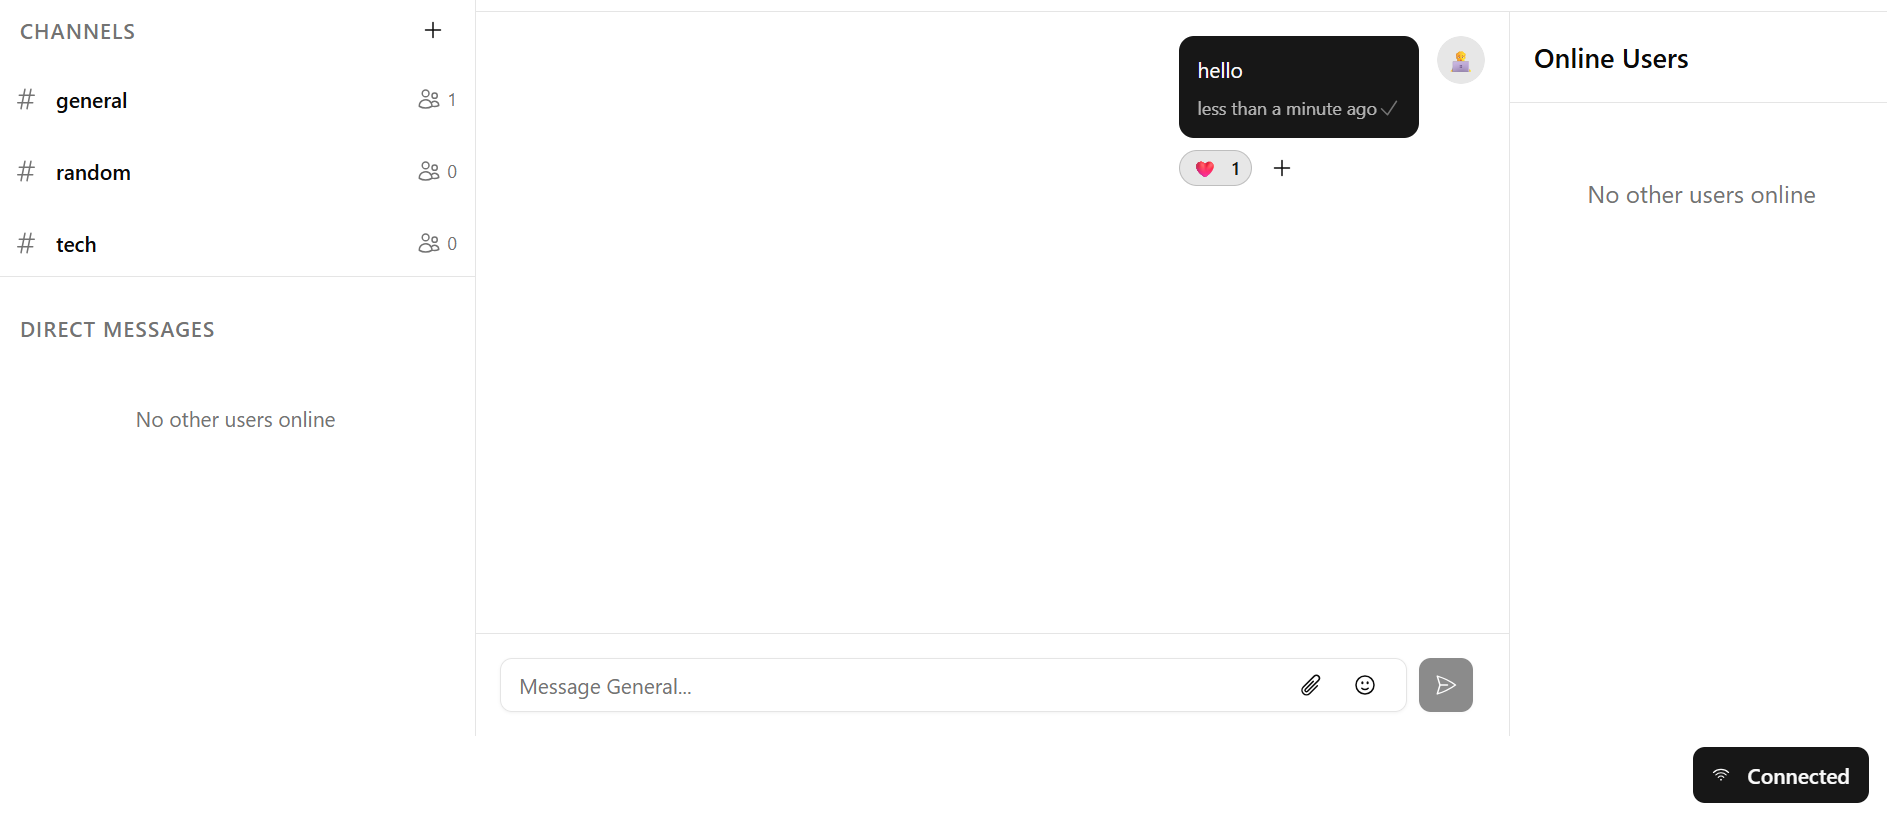 CHANNELS
# general 1
# random 0
# tech 0
DIRECT MESSAGES
No other users online
hello
less than a minute ago
1
Message General...
Online Users
No other users online
Connected